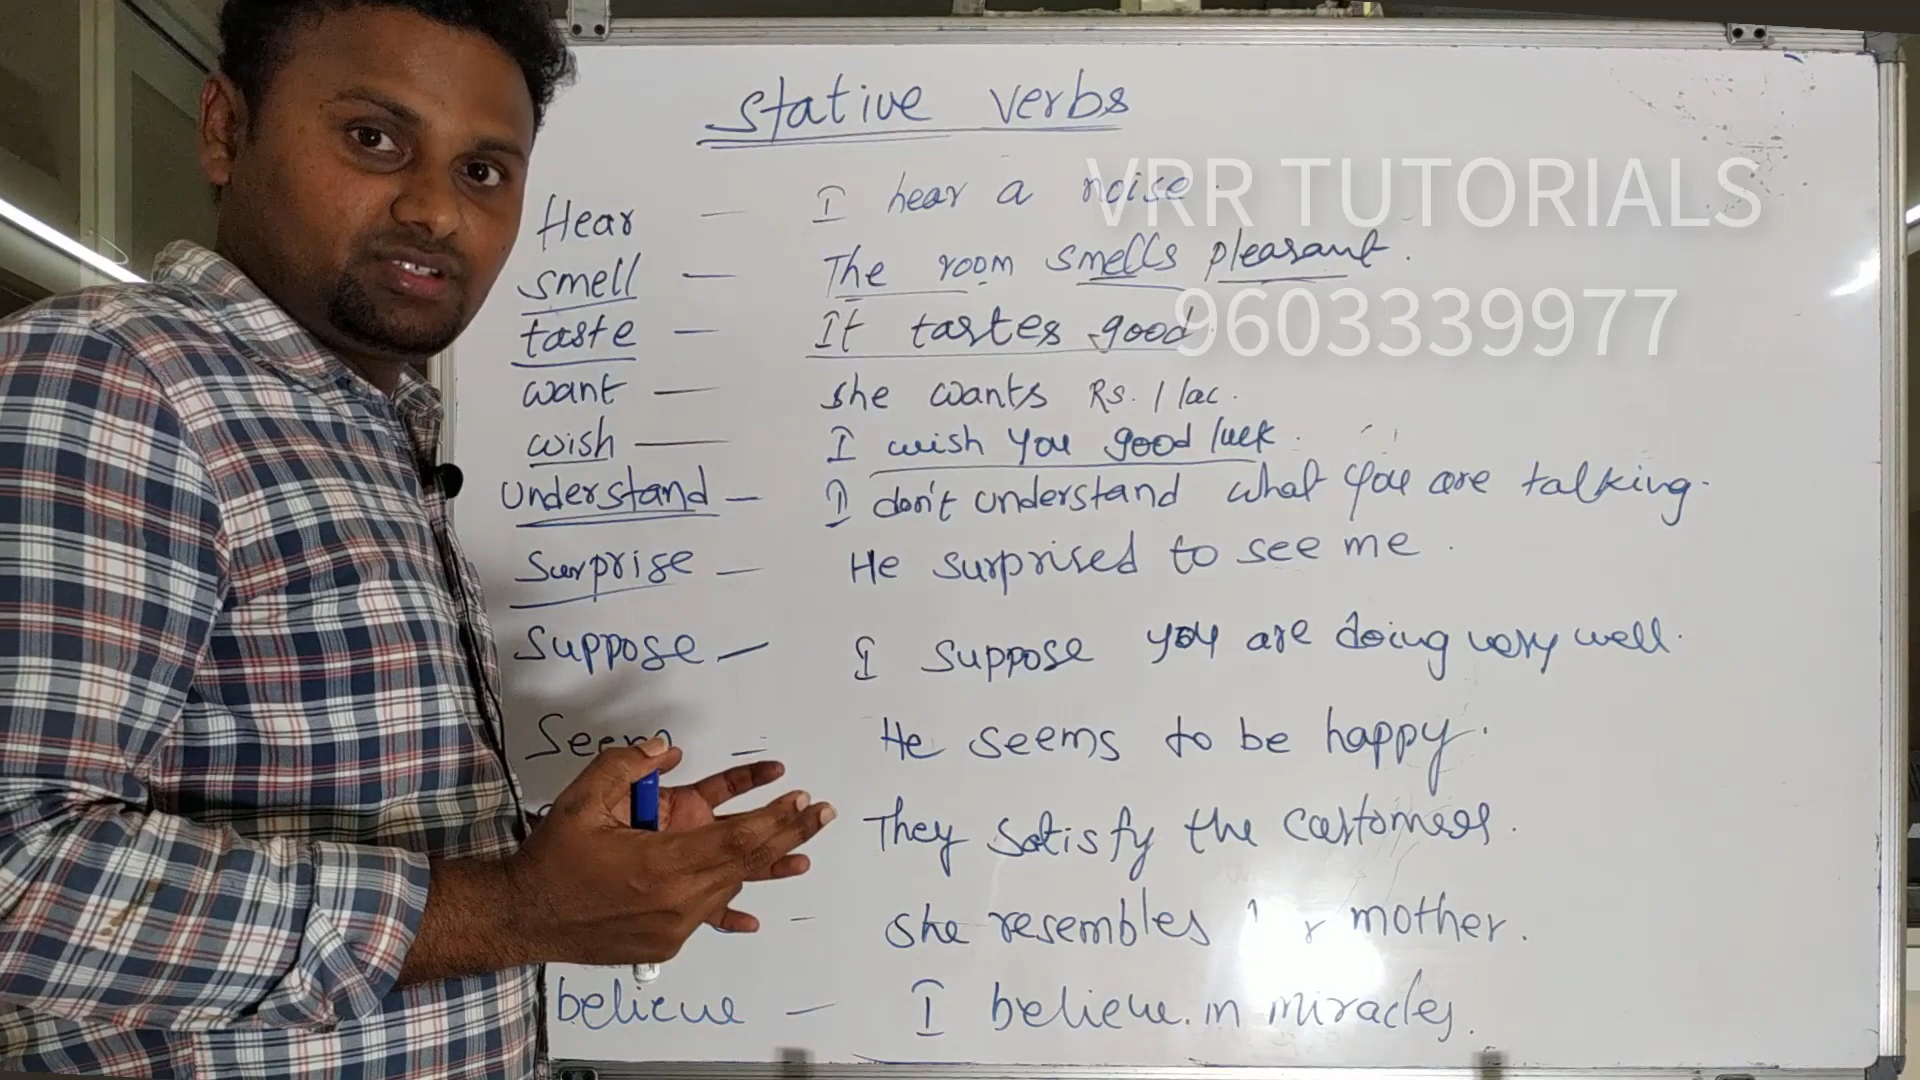 Stative verbs
VRR TUTORIALS
9603339977
Hear — I hear a noise.
smell — The room smells pleasant.
taste — It tastes good.
want — she wants Rs. 1 lac.
wish — I wish you good luck.
understand — I don't understand what you are talking.
Surprise — He surprised to see me.
Suppose — I suppose you are doing very well.
Seem — He seems to be happy.
They satisfy the customers.
— she resembles mother.
believe — I believe in miracles.